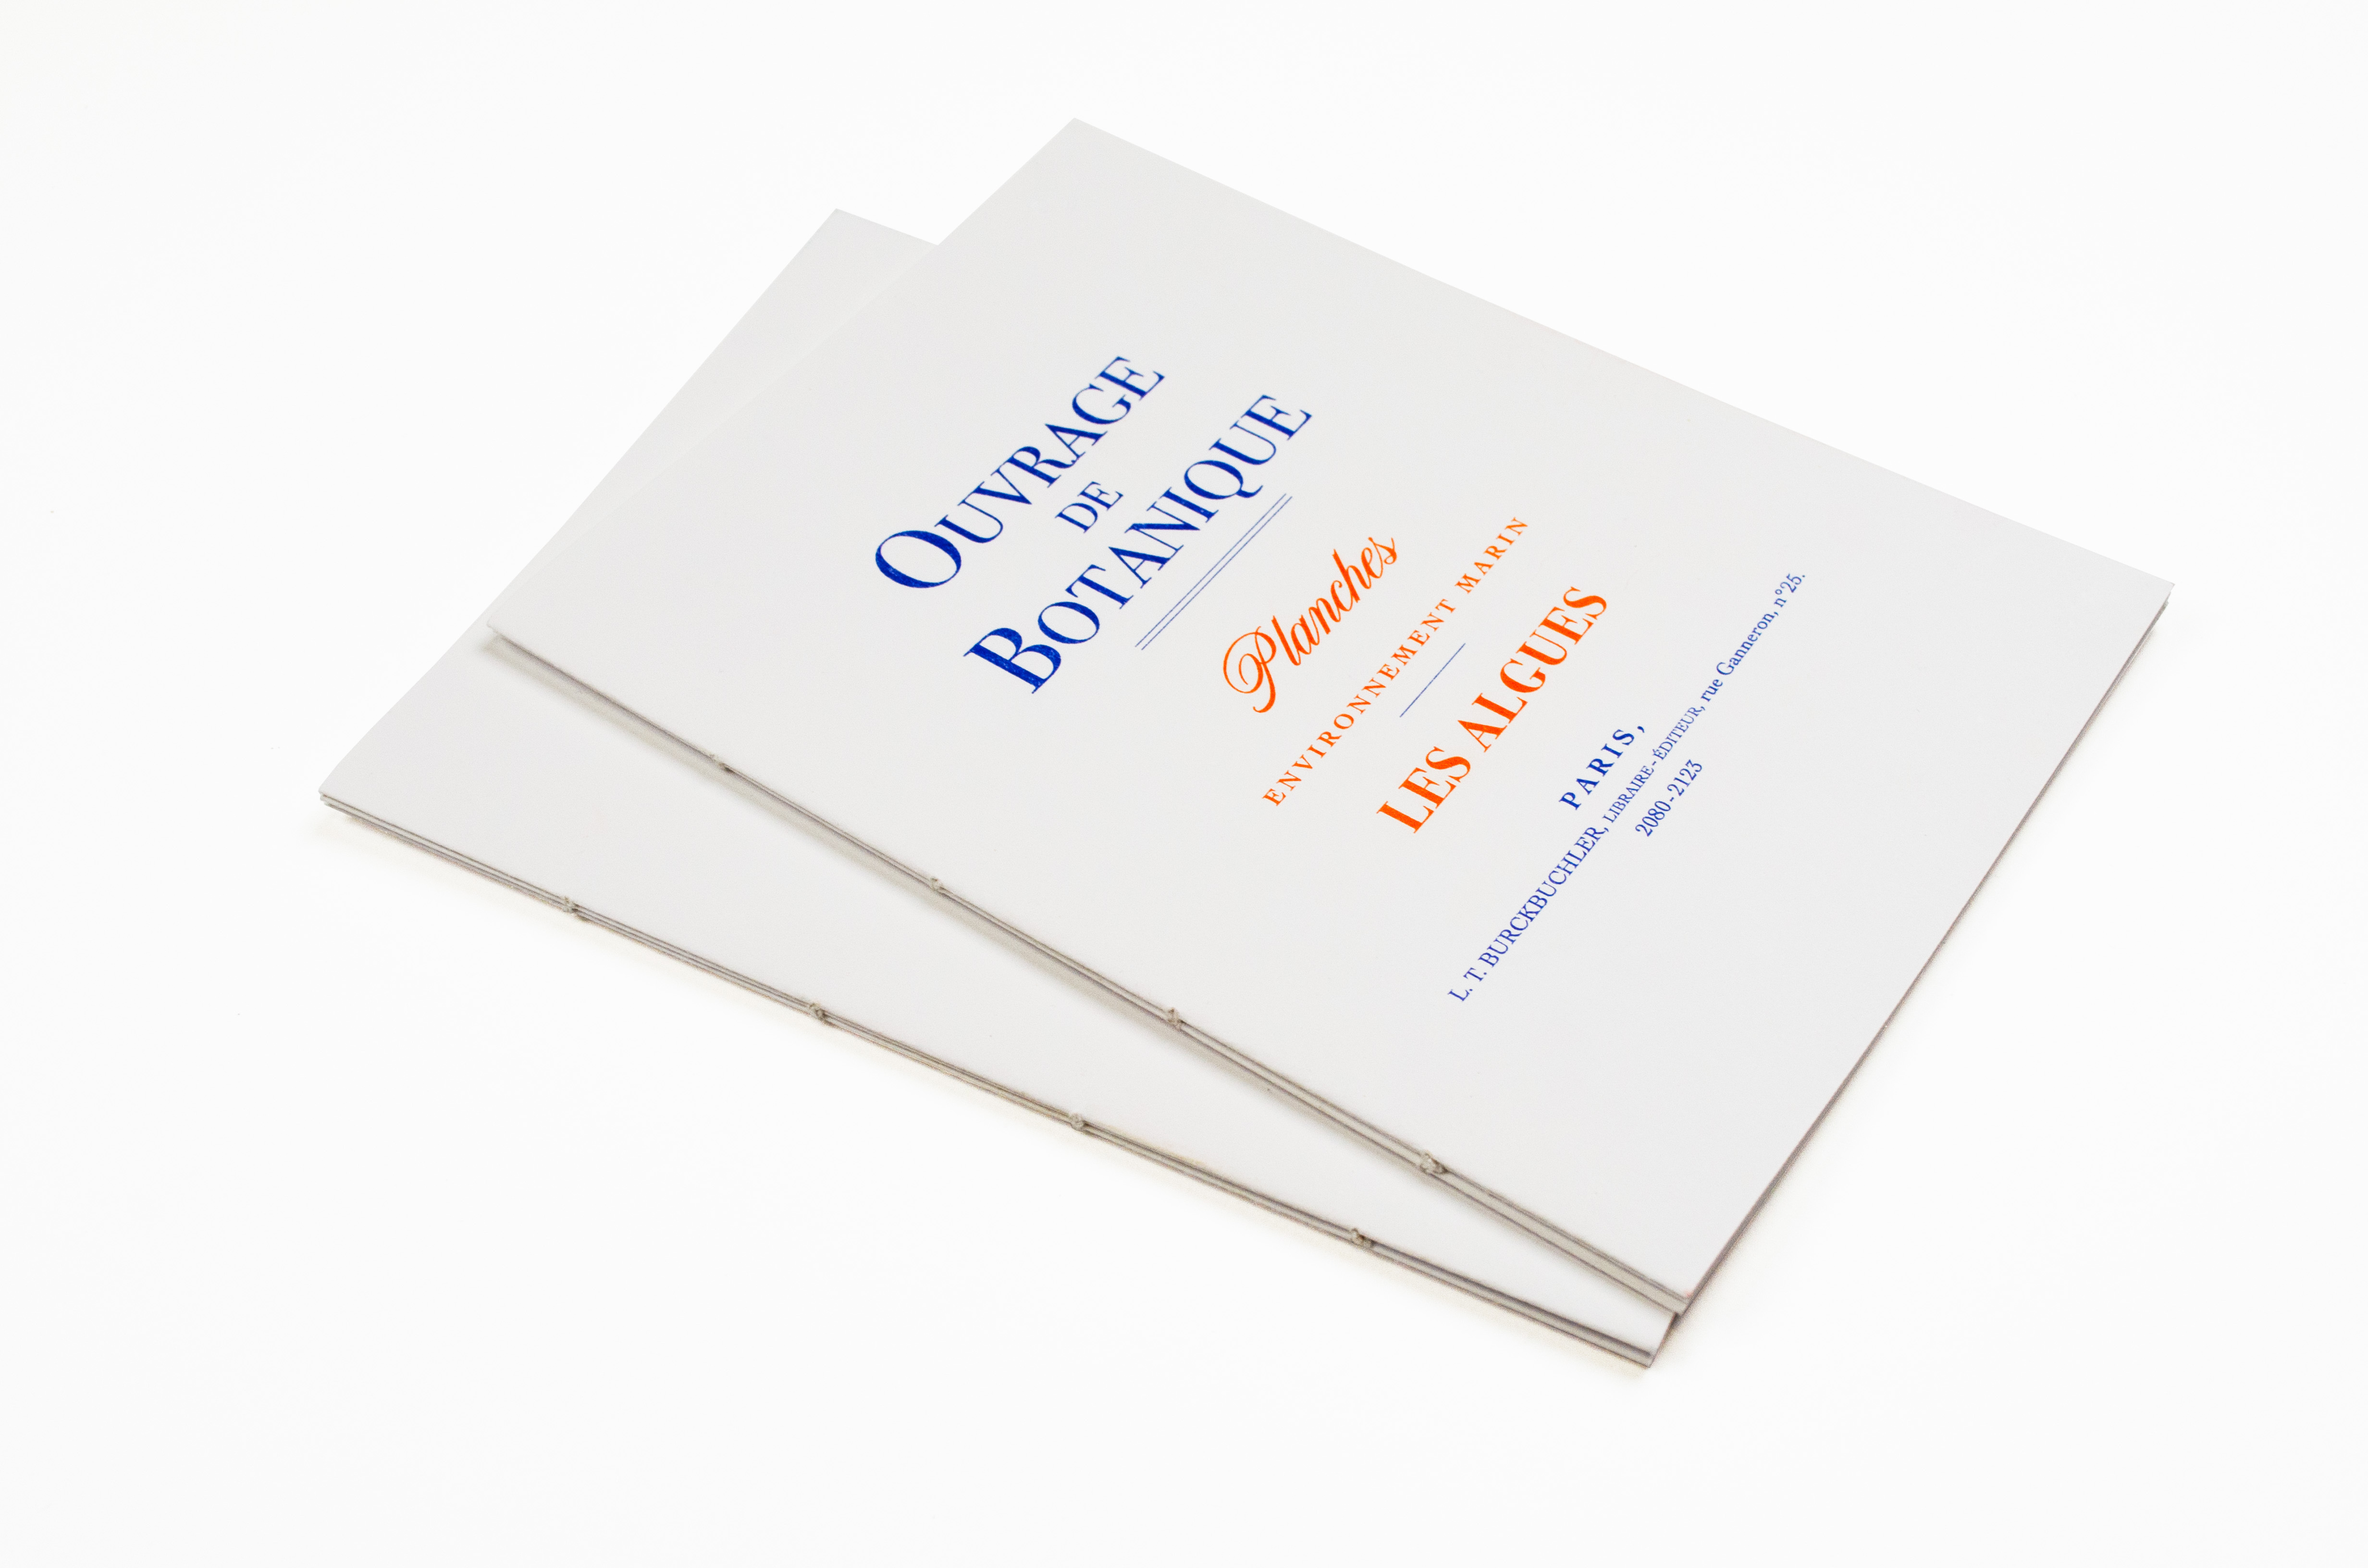 OUVRAGE
DE
BOTANIQUE
Planches
ENVIRONNEMENT MARIN
LES ALGUES
PARIS,
L. T. BURCKBUCHLER, LIBRAIRE-ÉDITEUR, rue Ganneron, n°25.
2080-2123